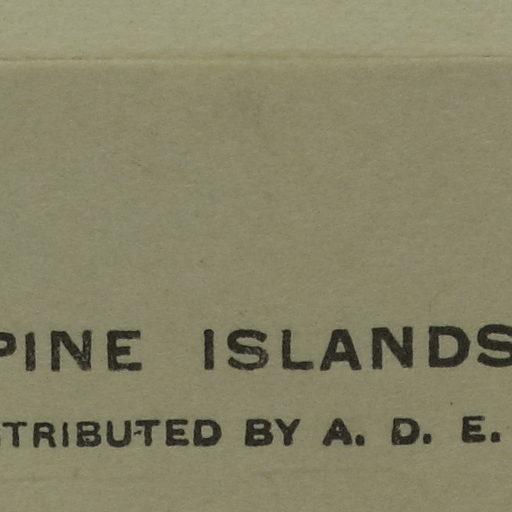 PINE ISLANDS
TRIBUTED BY A. D. E.